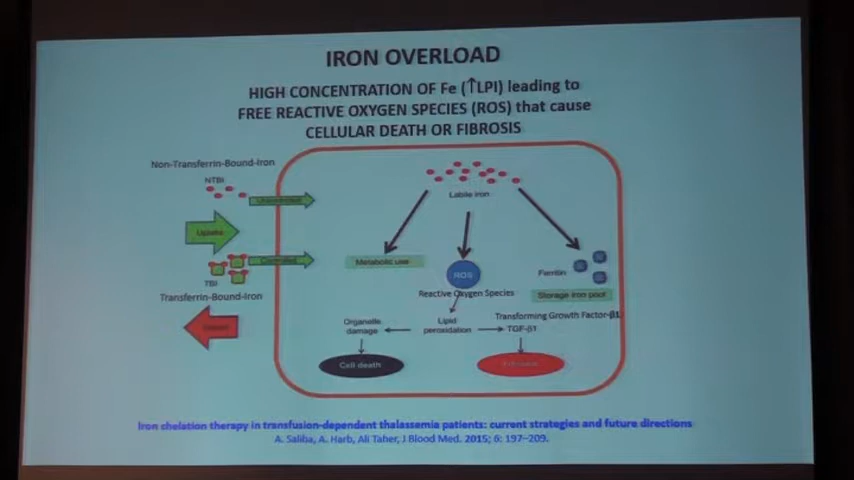 IRON OVERLOAD
HIGH CONCENTRATION OF Fe (↑LPI) leading to
FREE REACTIVE OXYGEN SPECIES (ROS) that cause
CELLULAR DEATH OR FIBROSIS
Non-Transferrin-Bound-Iron
NTBI
Labile iron
Uptake
Controlled
TBI
Transferrin-Bound-Iron
Metabolic use
ROS
Reactive Oxygen Species
Ferritin
Storage iron pool
Organelle
damage
Lipid
peroxidation
Transforming Growth Factor-β1
TGF-β1
Cell death
Iron chelation therapy in transfusion-dependent thalassemia patients: current strategies and future directions
A. Saliba, A. Harb, Ali Taher, J Blood Med. 2015; 6: 197–209.